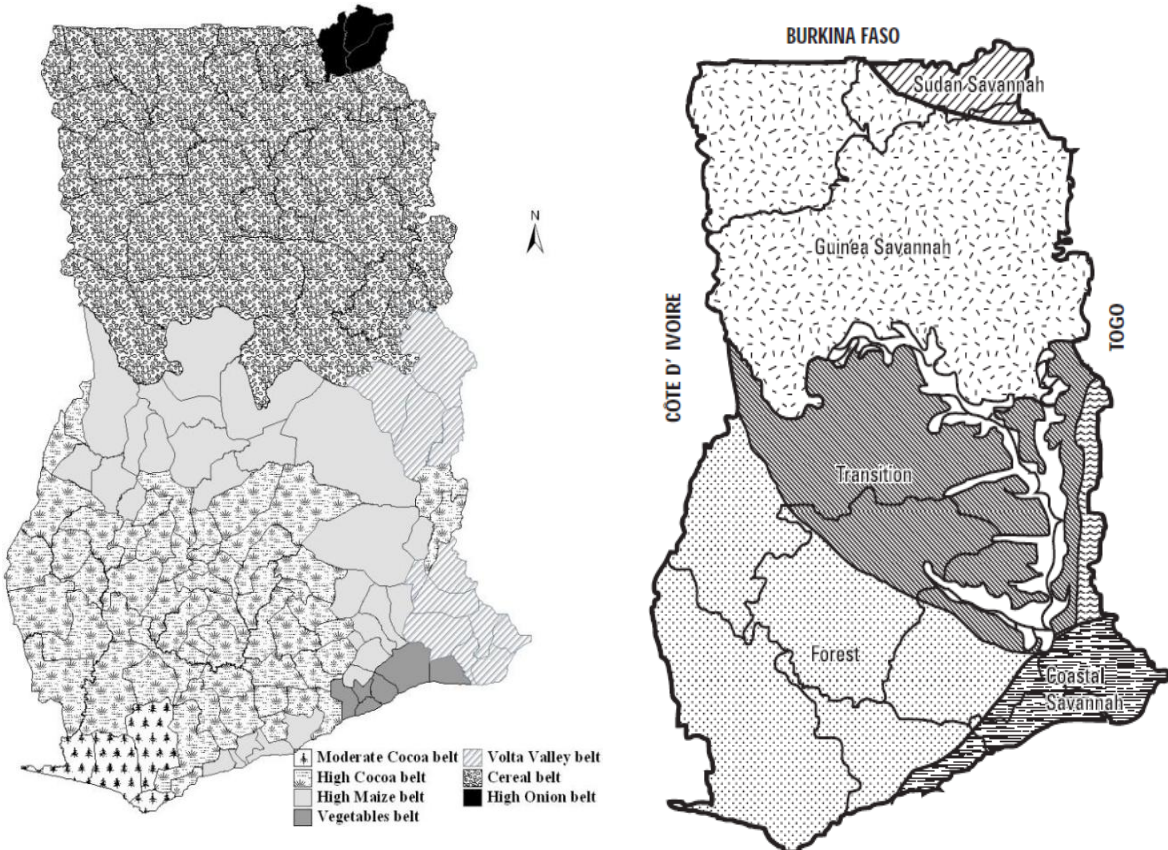 N
Moderate Cocoa belt
High Cocoa belt
High Maize belt
Vegetables belt
Volta Valley belt
Cereal belt
High Onion belt
BURKINA FASO
Sudan Savannah
Guinea Savannah
CÔTE D' IVOIRE
TOGO
Transition
Forest
Coastal
Savannah